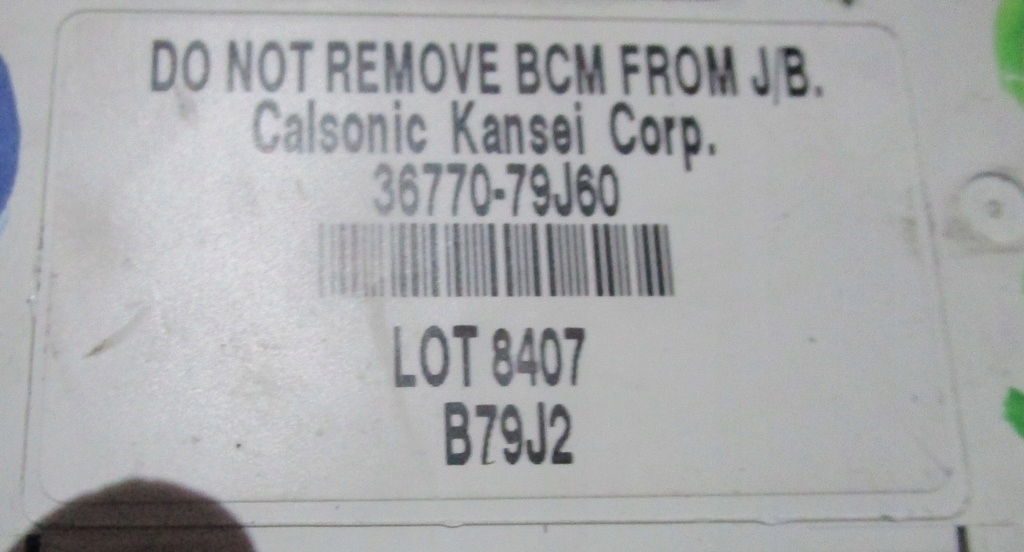 DO NOT REMOVE BCM FROM J/B.
Calsonic Kansei Corp.
36770-79J60
LOT 8407
B79J2